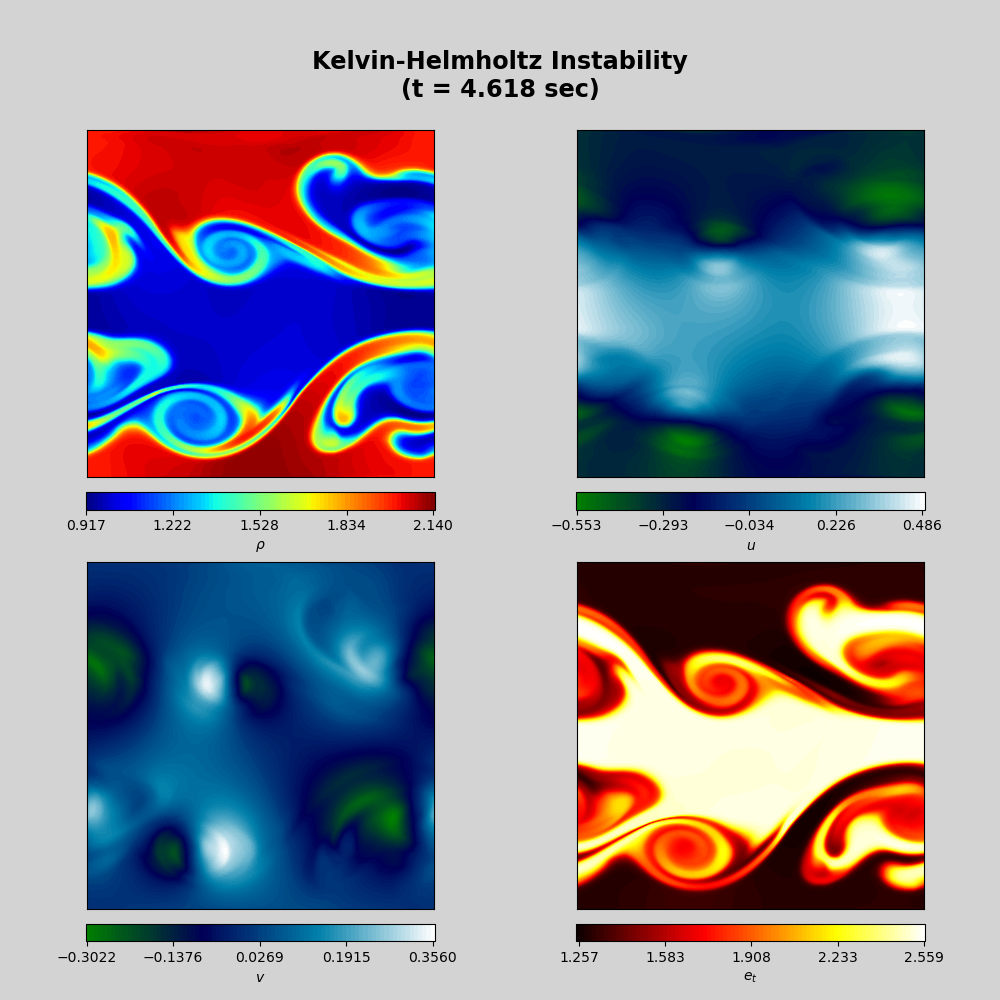 Kelvin-Helmholtz Instability
(t = 4.618 sec)
0.917 1.222 1.528 1.834 2.140
ρ
−0.553 −0.293 −0.034 0.226 0.486
u
−0.3022 −0.1376 0.0269 0.1915 0.3560
v
1.257 1.583 1.908 2.233 2.559
eₜ